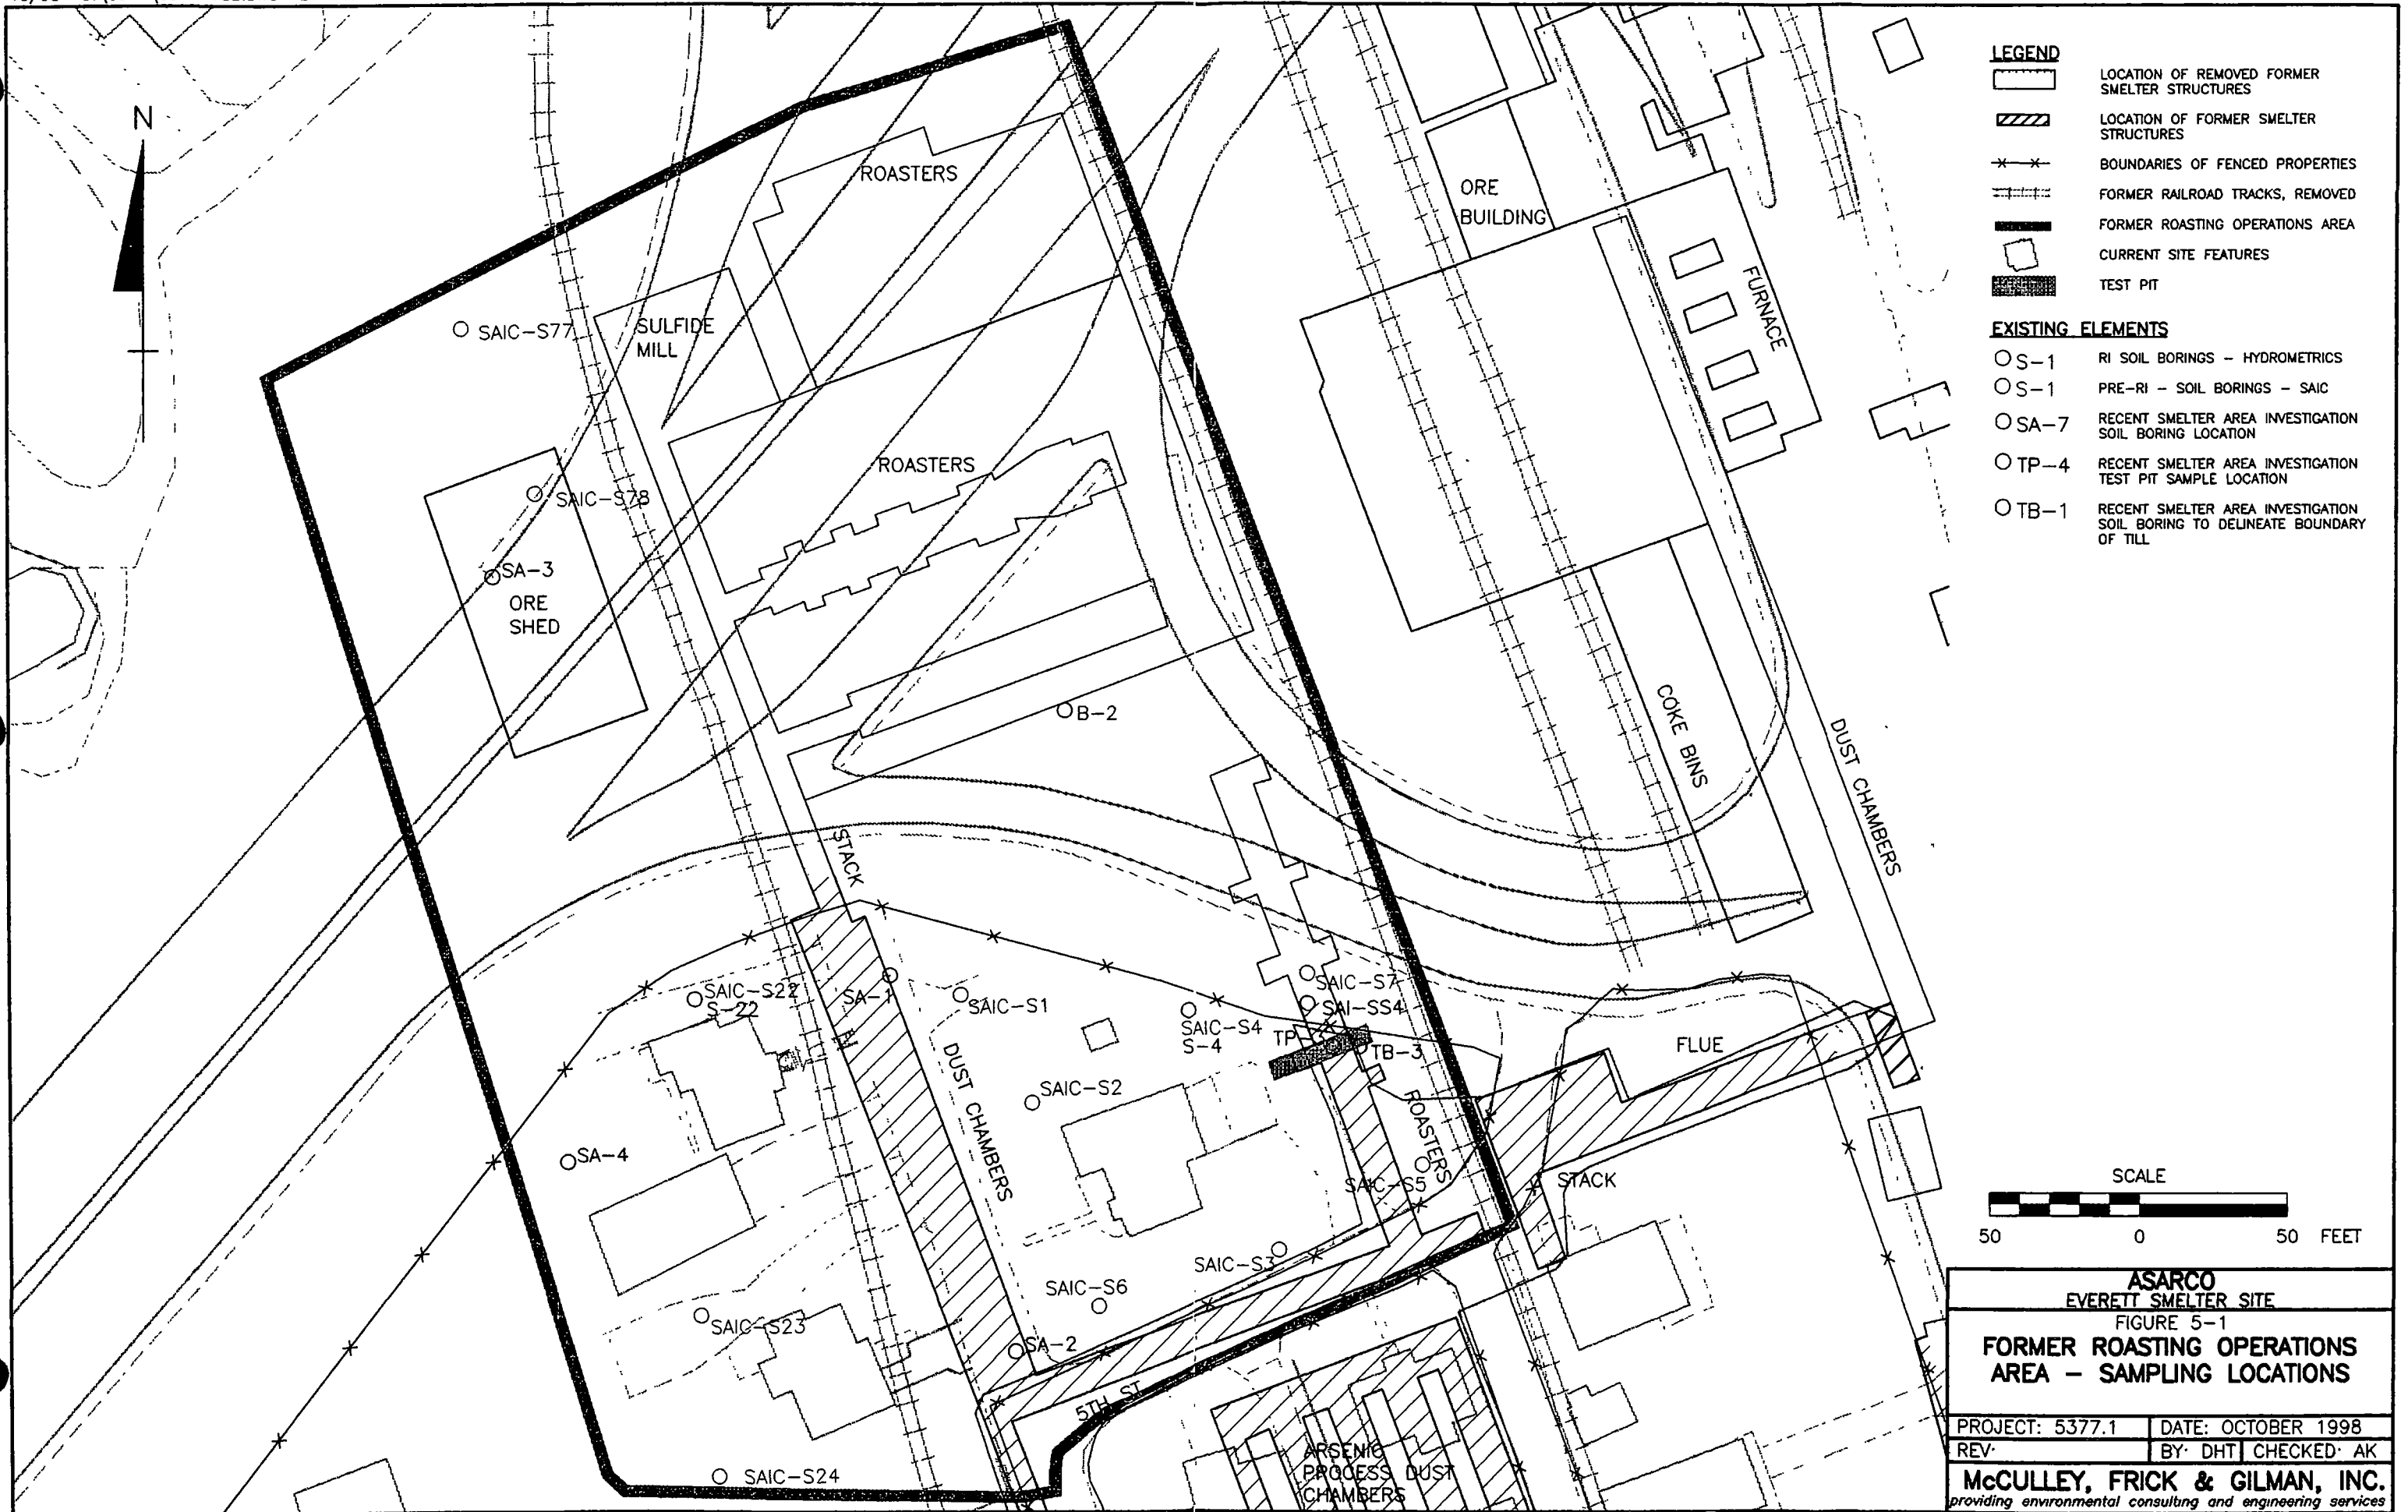 N
ROASTERS
SULFIDE
MILL
SAIC-S77
ROASTERS
SAIC-S78
SA-3
ORE
SHED
B-2
STACK
ORE
BUILDING
FURNACE
COKE BINS
DUST CHAMBERS
SAIC-S22
S-22
SA-1
SAIC-S1
SAIC-S4
S-4
SAIC-S7
SAI-SS4
TB-3
SAIC-S2
DUST CHAMBERS
ROASTERS
FLUE
STACK
SA-4
SAIC-S5
SAIC-S3
SAIC-S6
SAIC-S23
SA-2
5TH ST
SAIC-S24
ARSENIC
PROCESS DUST
CHAMBERS
LEGEND
LOCATION OF REMOVED FORMER
SMELTER STRUCTURES
LOCATION OF FORMER SMELTER
STRUCTURES
BOUNDARIES OF FENCED PROPERTIES
FORMER RAILROAD TRACKS, REMOVED
FORMER ROASTING OPERATIONS AREA
CURRENT SITE FEATURES
TEST PIT
EXISTING ELEMENTS
S-1 RI SOIL BORINGS - HYDROMETRICS
S-1 PRE-RI - SOIL BORINGS - SAIC
SA-7 RECENT SMELTER AREA INVESTIGATION
SOIL BORING LOCATION
TP-4 RECENT SMELTER AREA INVESTIGATION
TEST PIT SAMPLE LOCATION
TB-1 RECENT SMELTER AREA INVESTIGATION
SOIL BORING TO DELINEATE BOUNDARY
OF TILL
SCALE
50 0 50 FEET
ASARCO
EVERETT SMELTER SITE
FIGURE 5-1
FORMER ROASTING OPERATIONS
AREA - SAMPLING LOCATIONS
PROJECT: 5377.1 DATE: OCTOBER 1998
REV: BY: DHT CHECKED: AK
McCULLEY, FRICK & GILMAN, INC.
providing environmental consulting and engineering services